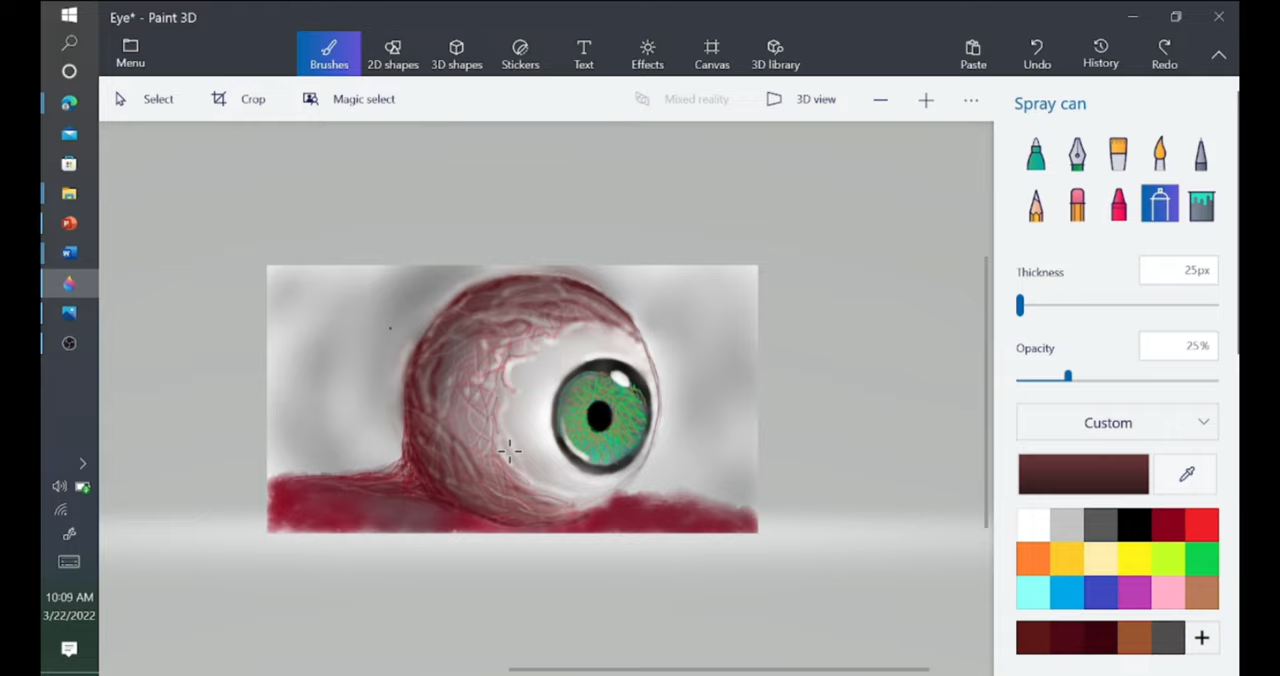 Eye* - Paint 3D
Menu
Brushes
2D shapes
3D shapes
Stickers
Text
Effects
Canvas
3D library
Paste
Undo
History
Redo
Select
Crop
Magic select
Mixed reality
3D view
Spray can
Thickness
25px
Opacity
25%
Custom
10:09 AM
3/22/2022